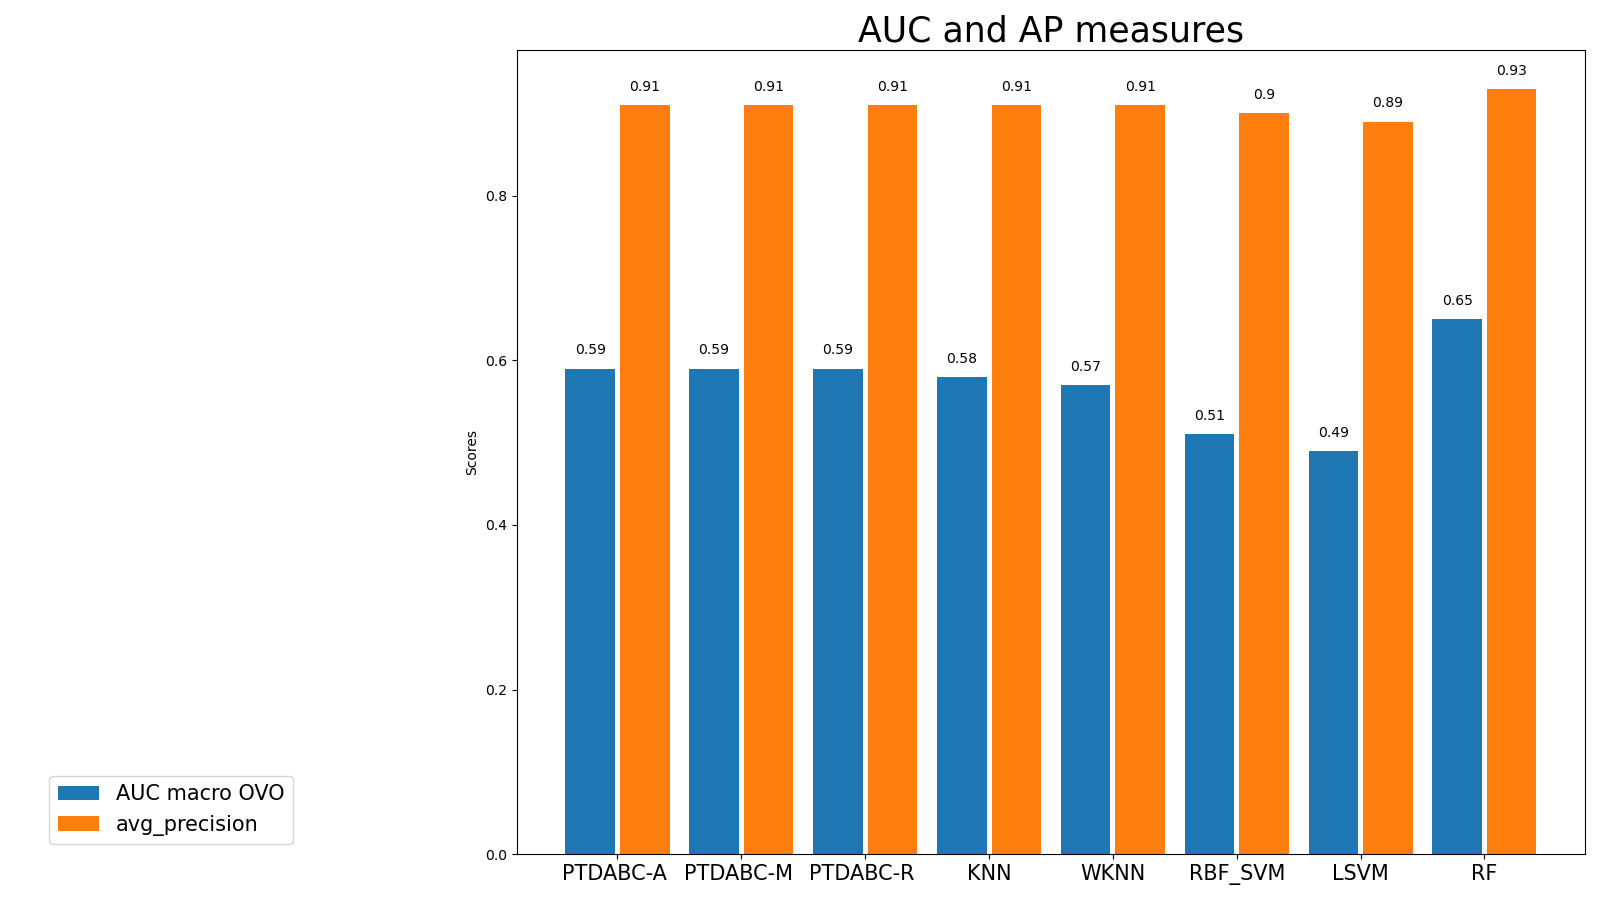 AUC and AP measures
0.91 0.91 0.91 0.91 0.91 0.9 0.89 0.93
0.59 0.59 0.59 0.58 0.57 0.51 0.49 0.65
0.8
0.6
0.4
0.2
0.0
Scores
PTDABC-A PTDABC-M PTDABC-R KNN WKNN RBF_SVM LSVM RF
AUC macro OVO
avg_precision